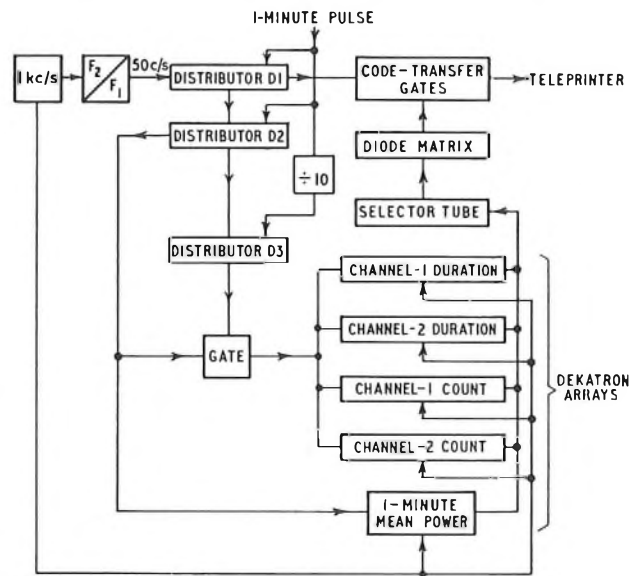 1-MINUTE PULSE
1 kc/s
F2
F1
50c/s
DISTRIBUTOR D1
CODE-TRANSFER
GATES
TELEPRINTER
DISTRIBUTOR D2
DIODE MATRIX
÷10
SELECTOR TUBE
DISTRIBUTOR D3
CHANNEL-1 DURATION
CHANNEL-2 DURATION
GATE
DEKATRON
ARRAYS
CHANNEL-1 COUNT
CHANNEL-2 COUNT
1-MINUTE
MEAN POWER